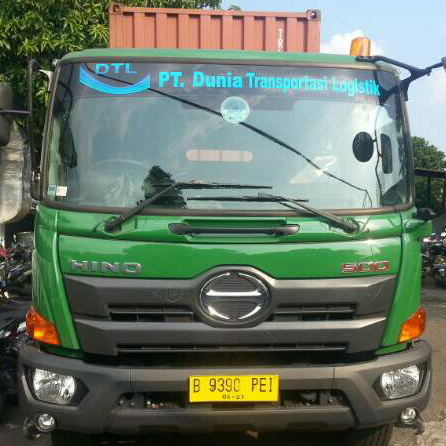 DTL
PT. Dunia Transportasi Logistik
HINO
500
B 9390 PEI